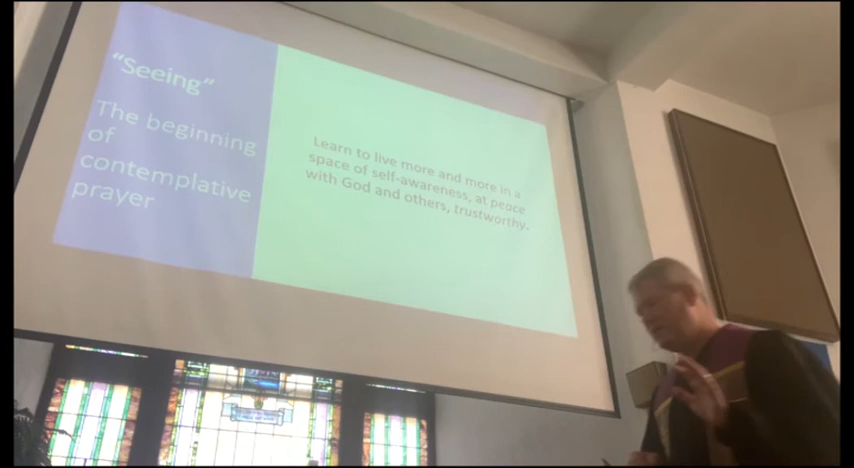 “Seeing”
The beginning
of
contemplative
prayer
Learn to live more and more in a
space of self-awareness, at peace
with God and others, trustworthy.